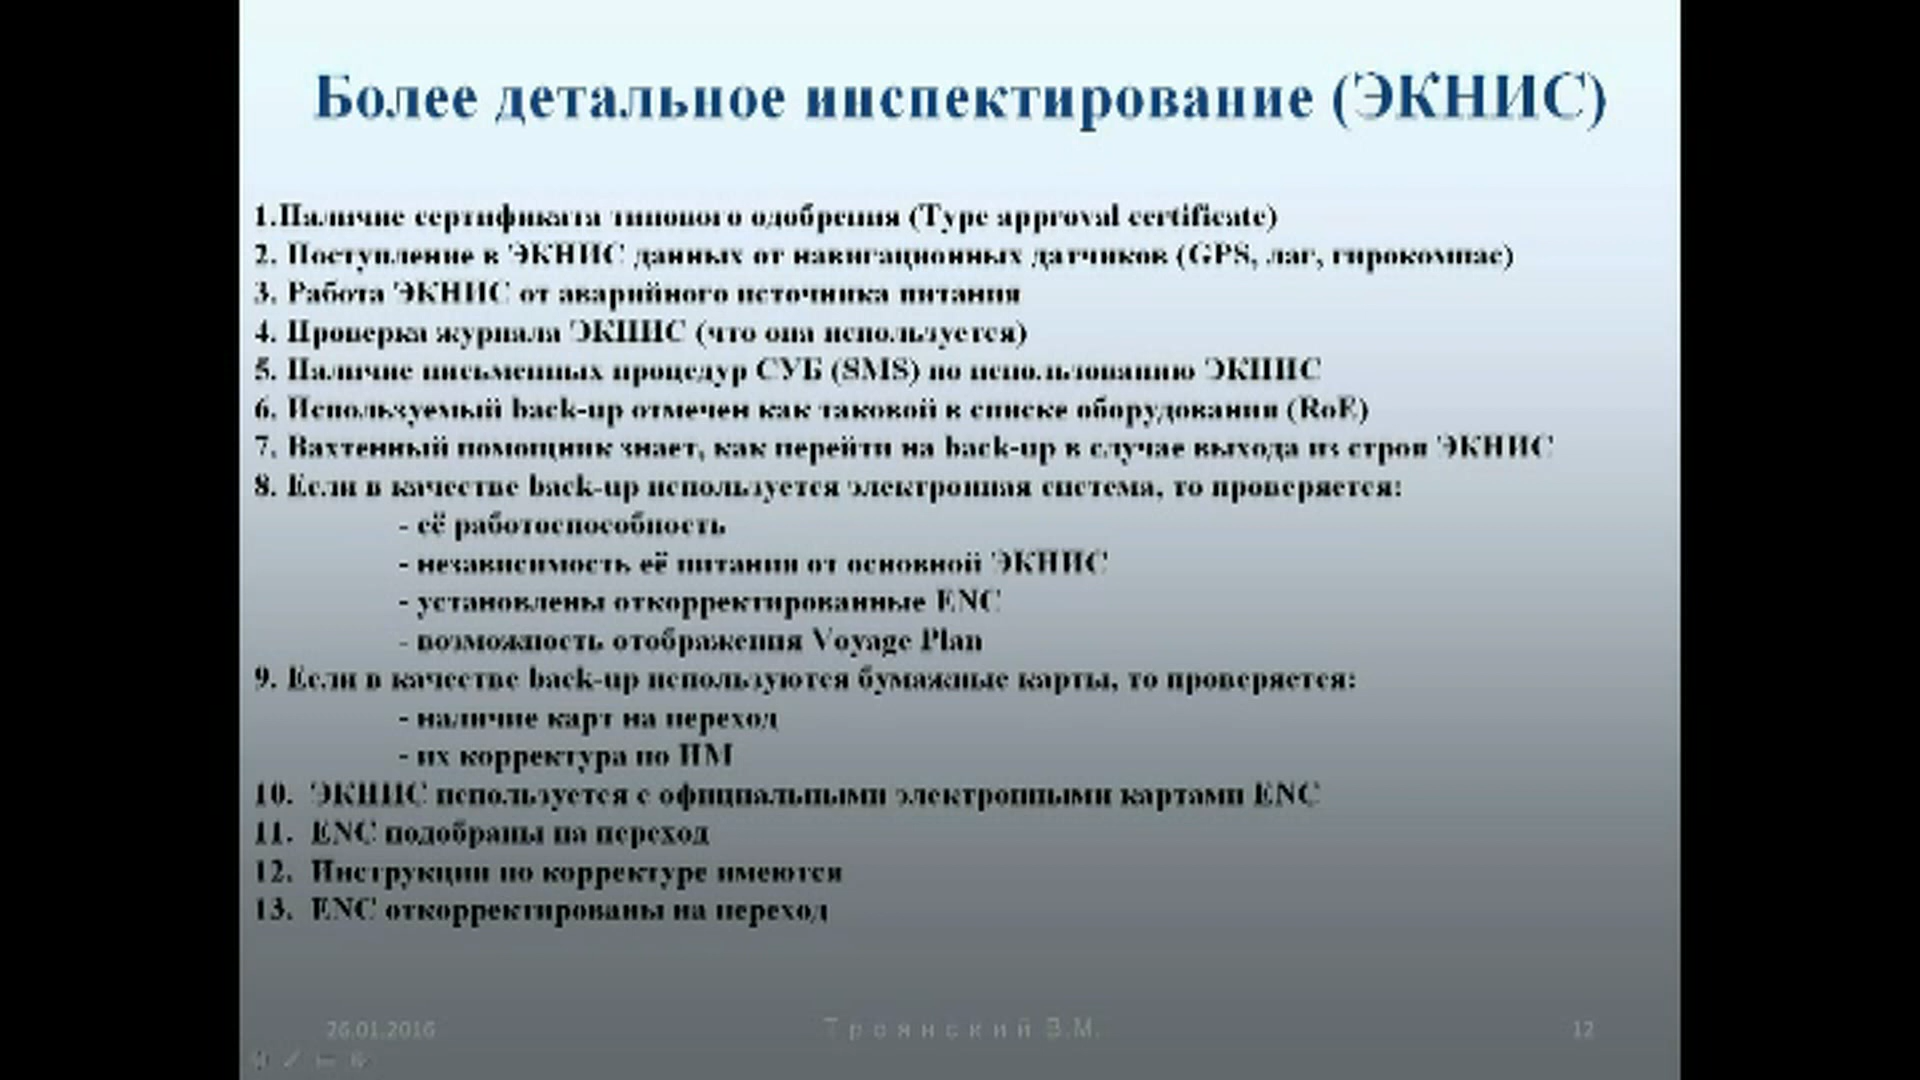 Более детальное инспектирование (ЭКНИС)
1.Наличие сертификата типового одобрения (Type approval certificate)
2. Поступление в ЭКНИС данных от навигационных датчиков (GPS, лаг, гирокомпас)
3. Работа ЭКНИС от аварийного источника питания
4. Проверка журнала ЭКНИС (что она используется)
5. Наличие письменных процедур СУБ (SMS) по использованию ЭКНИС
6. Используемый back-up отмечен как таковой в списке оборудования (RoE)
7. Вахтенный помощник знает, как перейти на back-up в случае выхода из строя ЭКНИС
8. Если в качестве back-up используется электронная система, то проверяется:
- её работоспособность
- независимость её питания от основной ЭКНИС
- установлены откорректированные ENC
- возможность отображения Voyage Plan
9. Если в качестве back-up используются бумажные карты, то проверяется:
- наличие карт на переход
- их корректура по ИМ
10. ЭКНИС используется с официальными электронными картами ENC
11. ENC подобраны на переход
12. Инструкции по корректуре имеются
13. ENC откорректированы на переход
26.01.2016
Троянский В.М.
12